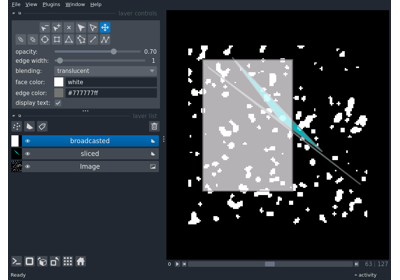 File View Plugins Window Help
layer controls
opacity: 0.70
edge width: 1
blending: translucent
face color: white
edge color: #777777ff
display text:
layer list
broadcasted
sliced
Image
63 127
Ready
activity